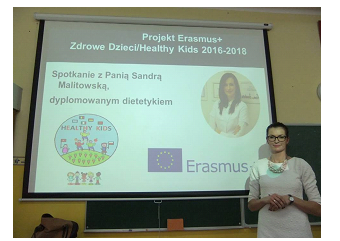 Projekt Erasmus+
Zdrowe Dzieci/Healthy Kids 2016-2018
Spotkanie z Panią Sandrą
Malitowską,
dyplomowanym dietetykiem
HEALTHY KIDS
Erasmus